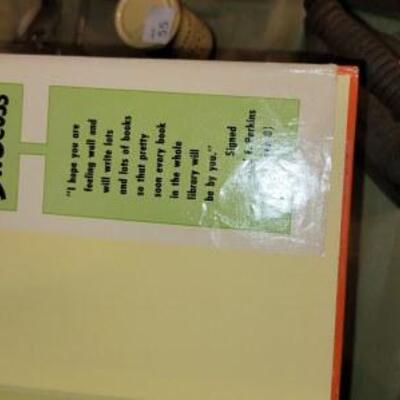 "I hope you are
feeling well and
will write lots
and lots of books
so that pretty
soon every book
in the whole
library will
be by you."
Signed
Perkins
55